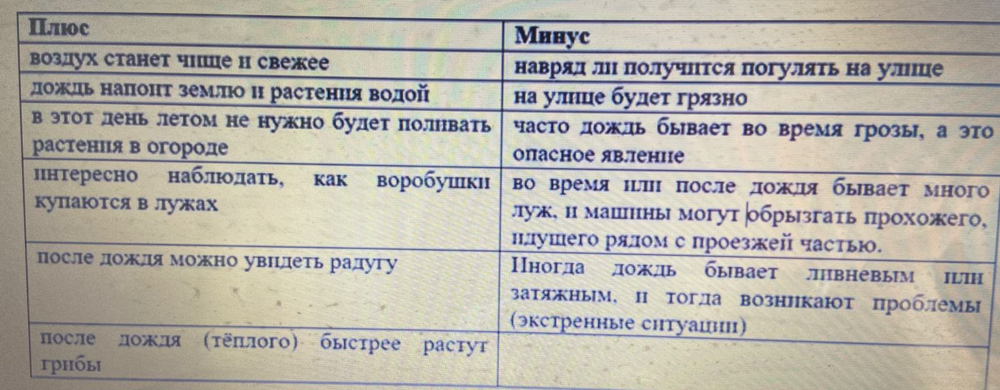 Плюс
Минус
воздух станет чище и свежее
навряд ли получится погулять на улице
дождь напоит землю и растения водой
на улице будет грязно
в этот день летом не нужно будет поливать
растения в огороде
часто дождь бывает во время грозы, а это
опасное явление
интересно наблюдать, как воробушки
купаются в лужах
во время или после дождя бывает много
луж, и машины могут обрызгать прохожего,
идущего рядом с проезжей частью.
после дождя можно увидеть радугу
Иногда дождь бывает ливневым или
затяжным, и тогда возникают проблемы
(экстренные ситуации)
после дождя (тёплого) быстрее растут
грибы